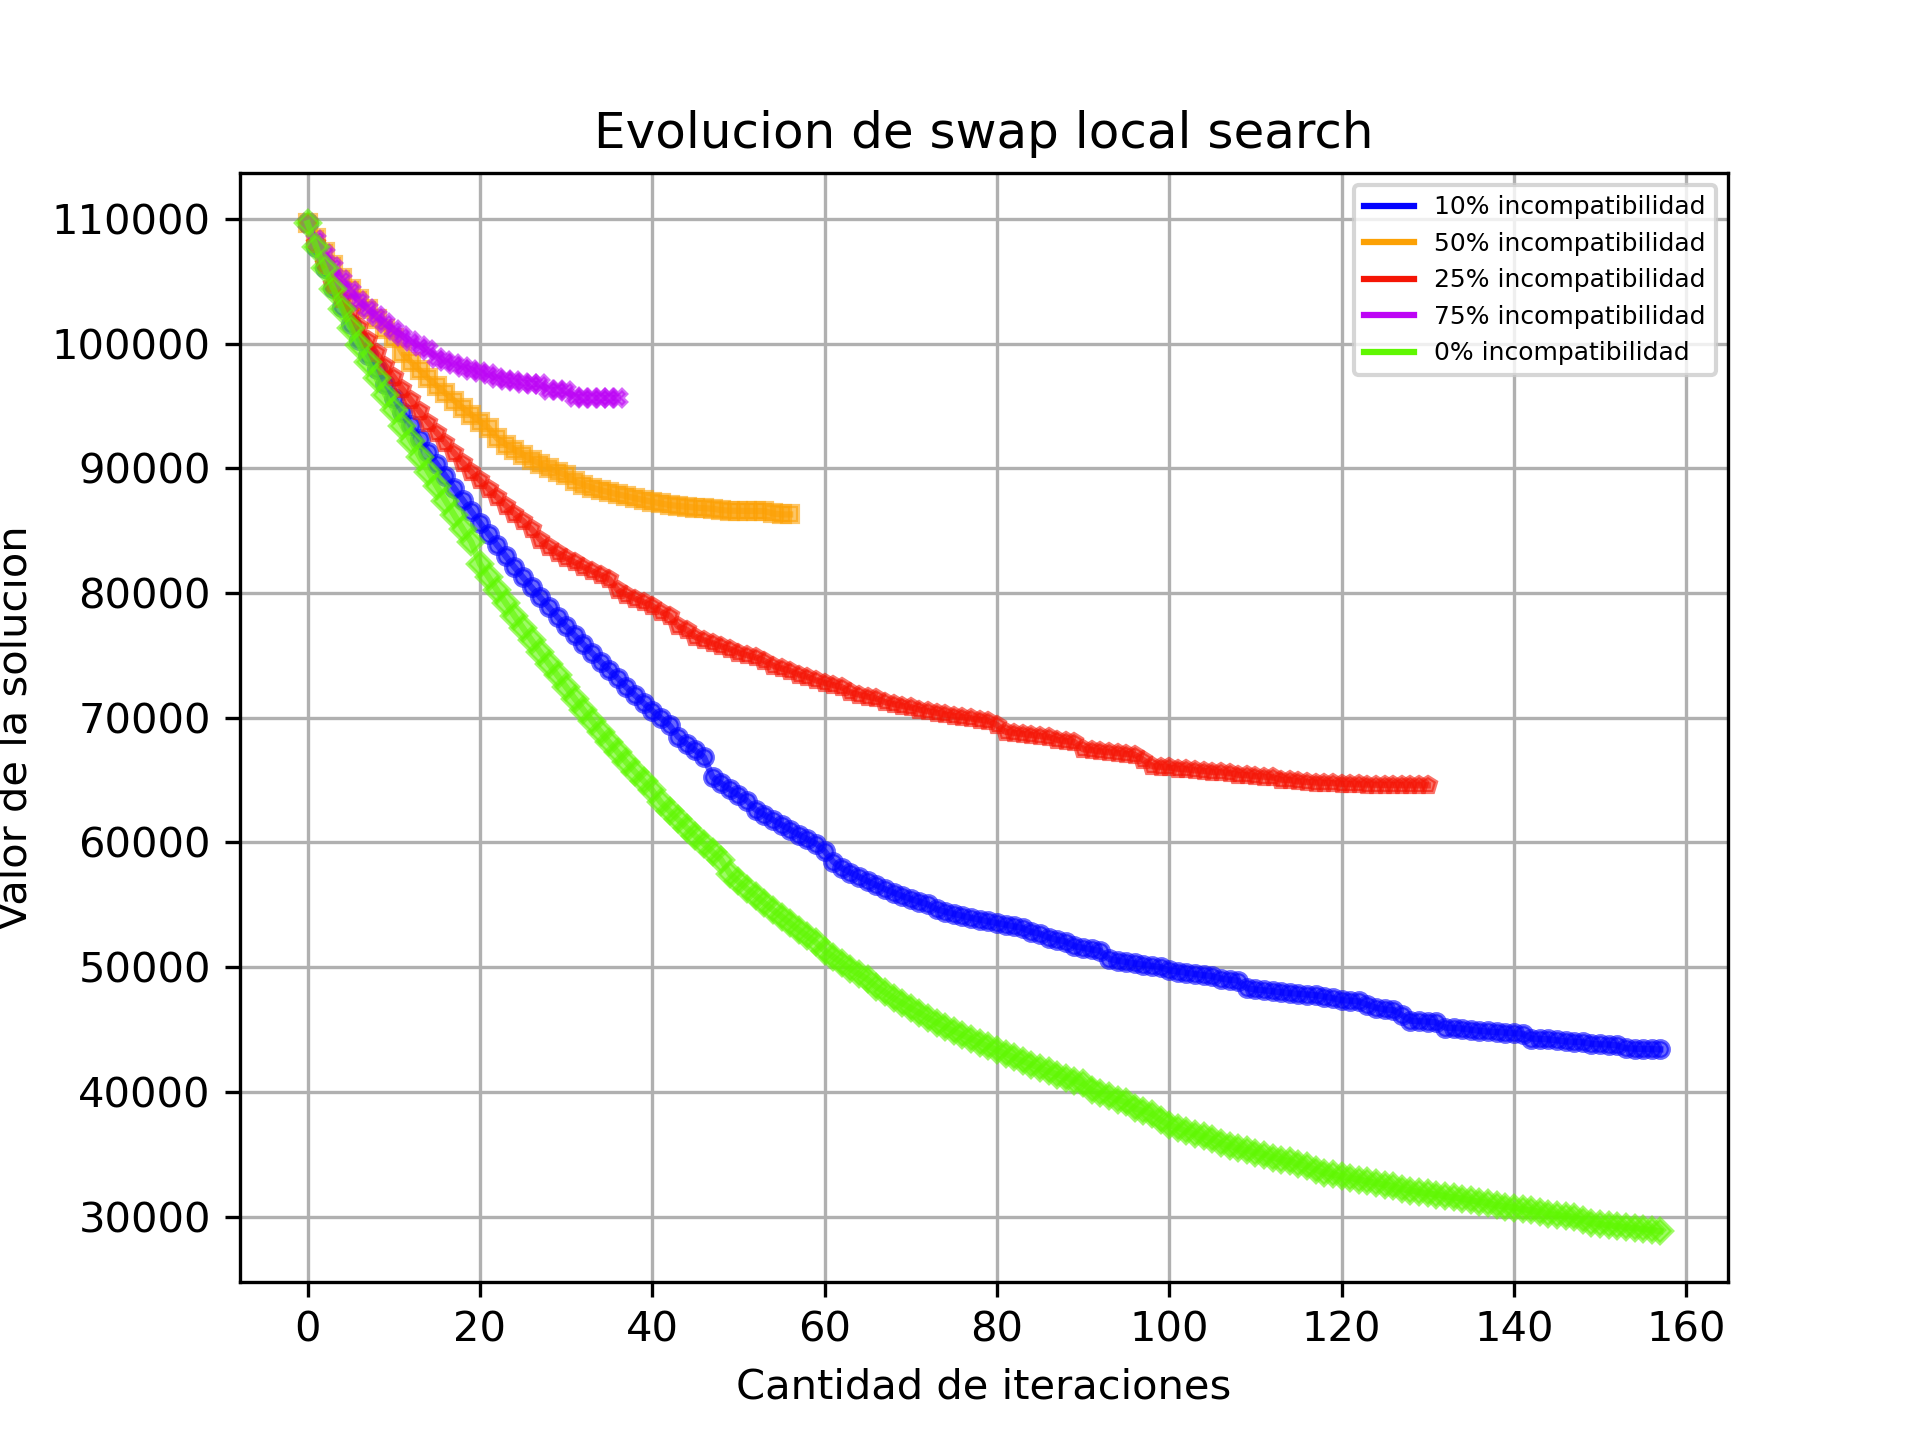 Evolucion de swap local search
10% incompatibilidad
50% incompatibilidad
25% incompatibilidad
75% incompatibilidad
0% incompatibilidad
Valor de la solucion
110000
100000
90000
80000
70000
60000
50000
40000
30000
0 20 40 60 80 100 120 140 160
Cantidad de iteraciones